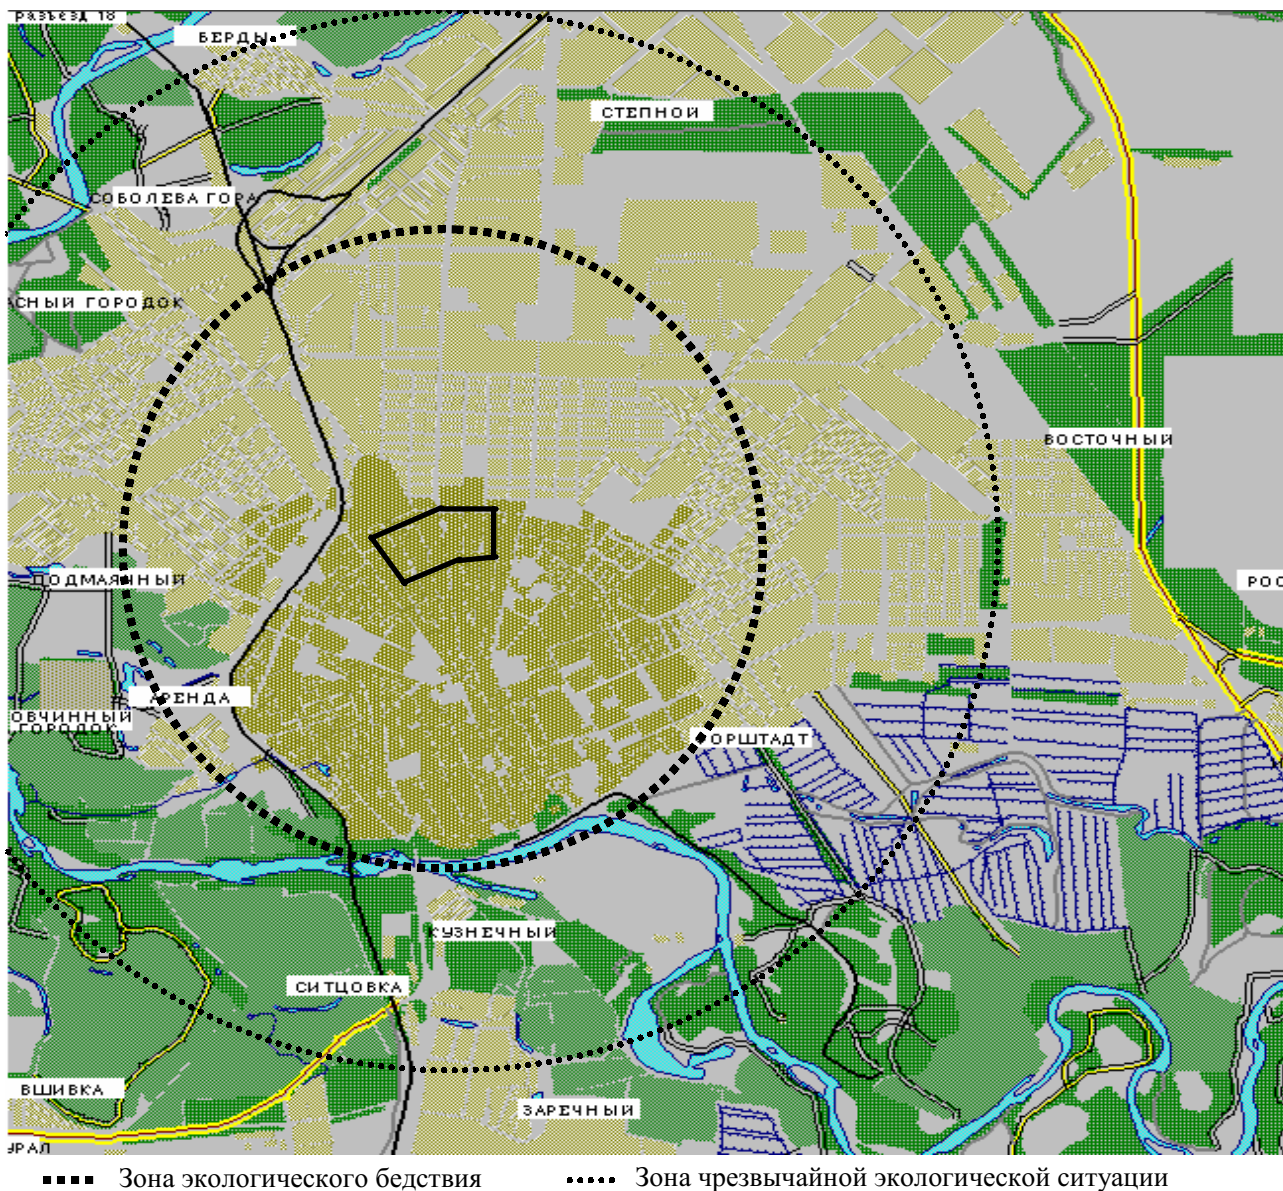 разъезд 18
БЕРДЫ
СТЕПНОЙ
СОБОЛЕВА ГОРА
АСНЫЙ ГОРОДОК
ВОСТОЧНЫЙ
ПОДМАЯЧНЫЙ
РОС
АРЕНДА
ОВЧИННЫЙ
ГОРОДОК
ФОРШТАДТ
КУЗНЕЧНЫЙ
СИТЦОВКА
ВШИВКА
ЗАРЕЧНЫЙ
УРАЛ
Зона экологического бедствия
Зона чрезвычайной экологической ситуации